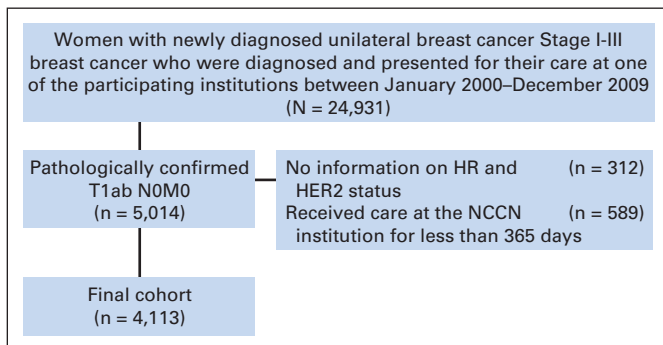 Women with newly diagnosed unilateral breast cancer Stage I-III
breast cancer who were diagnosed and presented for their care at one
of the participating institutions between January 2000–December 2009
(N = 24,931)
Pathologically confirmed
T1ab N0M0
(n = 5,014)
No information on HR and (n = 312)
HER2 status
Received care at the NCCN (n = 589)
institution for less than 365 days
Final cohort
(n = 4,113)